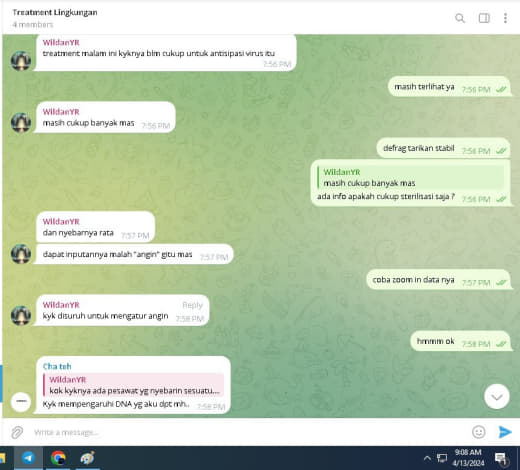 Treatment Lingkungan
4 members
WildanYR
treatment malam ini kyknya blm cukup untuk antisipasi virus itu
7:56 PM
masih terlihat ya 7:56 PM
WildanYR
masih cukup banyak mas 7:56 PM
defrag tarikan stabil 7:56 PM
WildanYR
masih cukup banyak mas
ada info apakah cukup sterilisasi saja ? 7:56 PM
WildanYR
dan nyebarnya rata 7:57 PM
dapat inputannya malah "angin" gitu mas 7:57 PM
coba zoom in data nya 7:57 PM
WildanYR Reply
kyk disuruh untuk mengatur angin 7:58 PM
hmmm ok 7:58 PM
Cha teh
WildanYR
kok kyknya ada pesawat yg nyebarin sesuatu...
Kyk mempengaruhi DNA yg aku dpt mh.. 7:58 PM
Write a message...
9:08 AM
4/13/2024